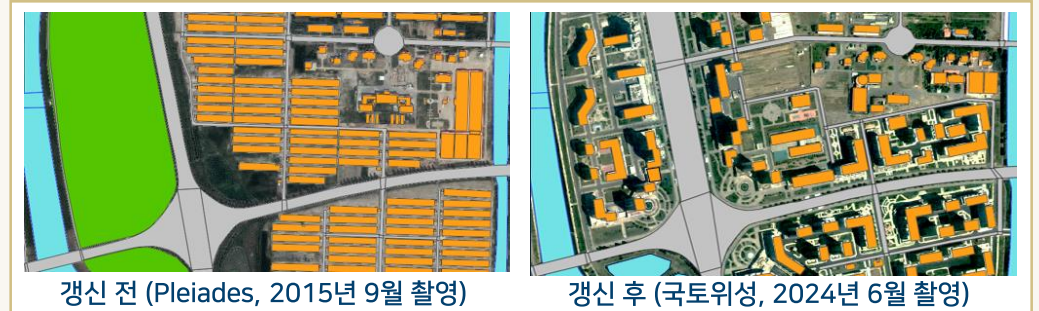 갱신 전 (Pleiades, 2015년 9월 촬영)
갱신 후 (국토위성, 2024년 6월 촬영)